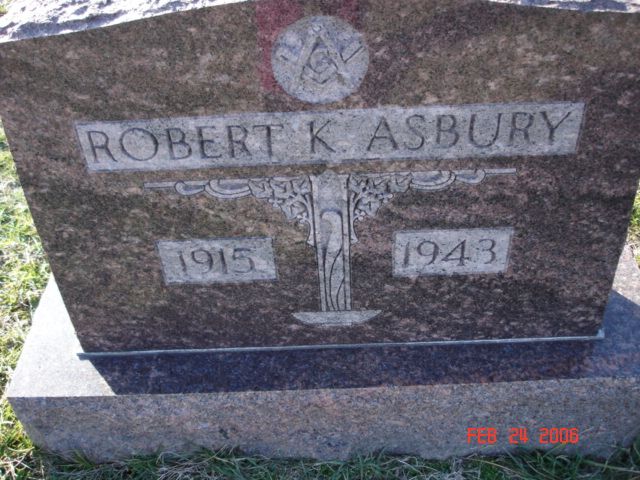 G
ROBERT K. ASBURY
1915 1943
FEB 24 2006